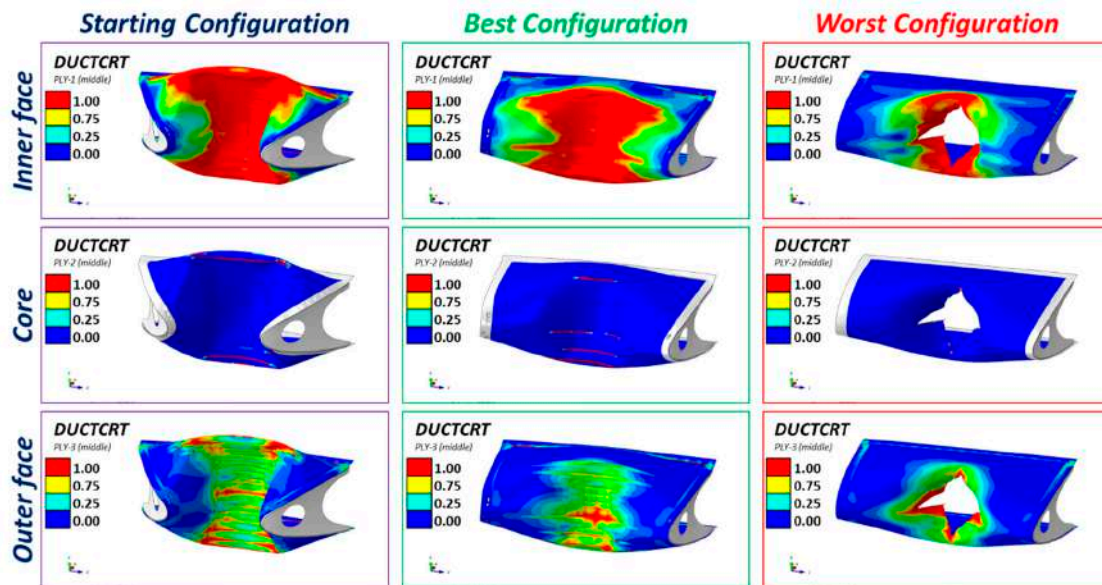 Starting Configuration
Best Configuration
Worst Configuration
Inner face
DUCTCRT
PLY-1 (middle)
1.00
0.75
0.25
0.00
DUCTCRT
PLY-1 (middle)
1.00
0.75
0.25
0.00
DUCTCRT
PLY-1 (middle)
1.00
0.75
0.25
0.00
Core
DUCTCRT
PLY-2 (middle)
1.00
0.75
0.25
0.00
DUCTCRT
PLY-2 (middle)
1.00
0.75
0.25
0.00
DUCTCRT
PLY-2 (middle)
1.00
0.75
0.25
0.00
Outer face
DUCTCRT
PLY-3 (middle)
1.00
0.75
0.25
0.00
DUCTCRT
PLY-3 (middle)
1.00
0.75
0.25
0.00
DUCTCRT
PLY-3 (middle)
1.00
0.75
0.25
0.00